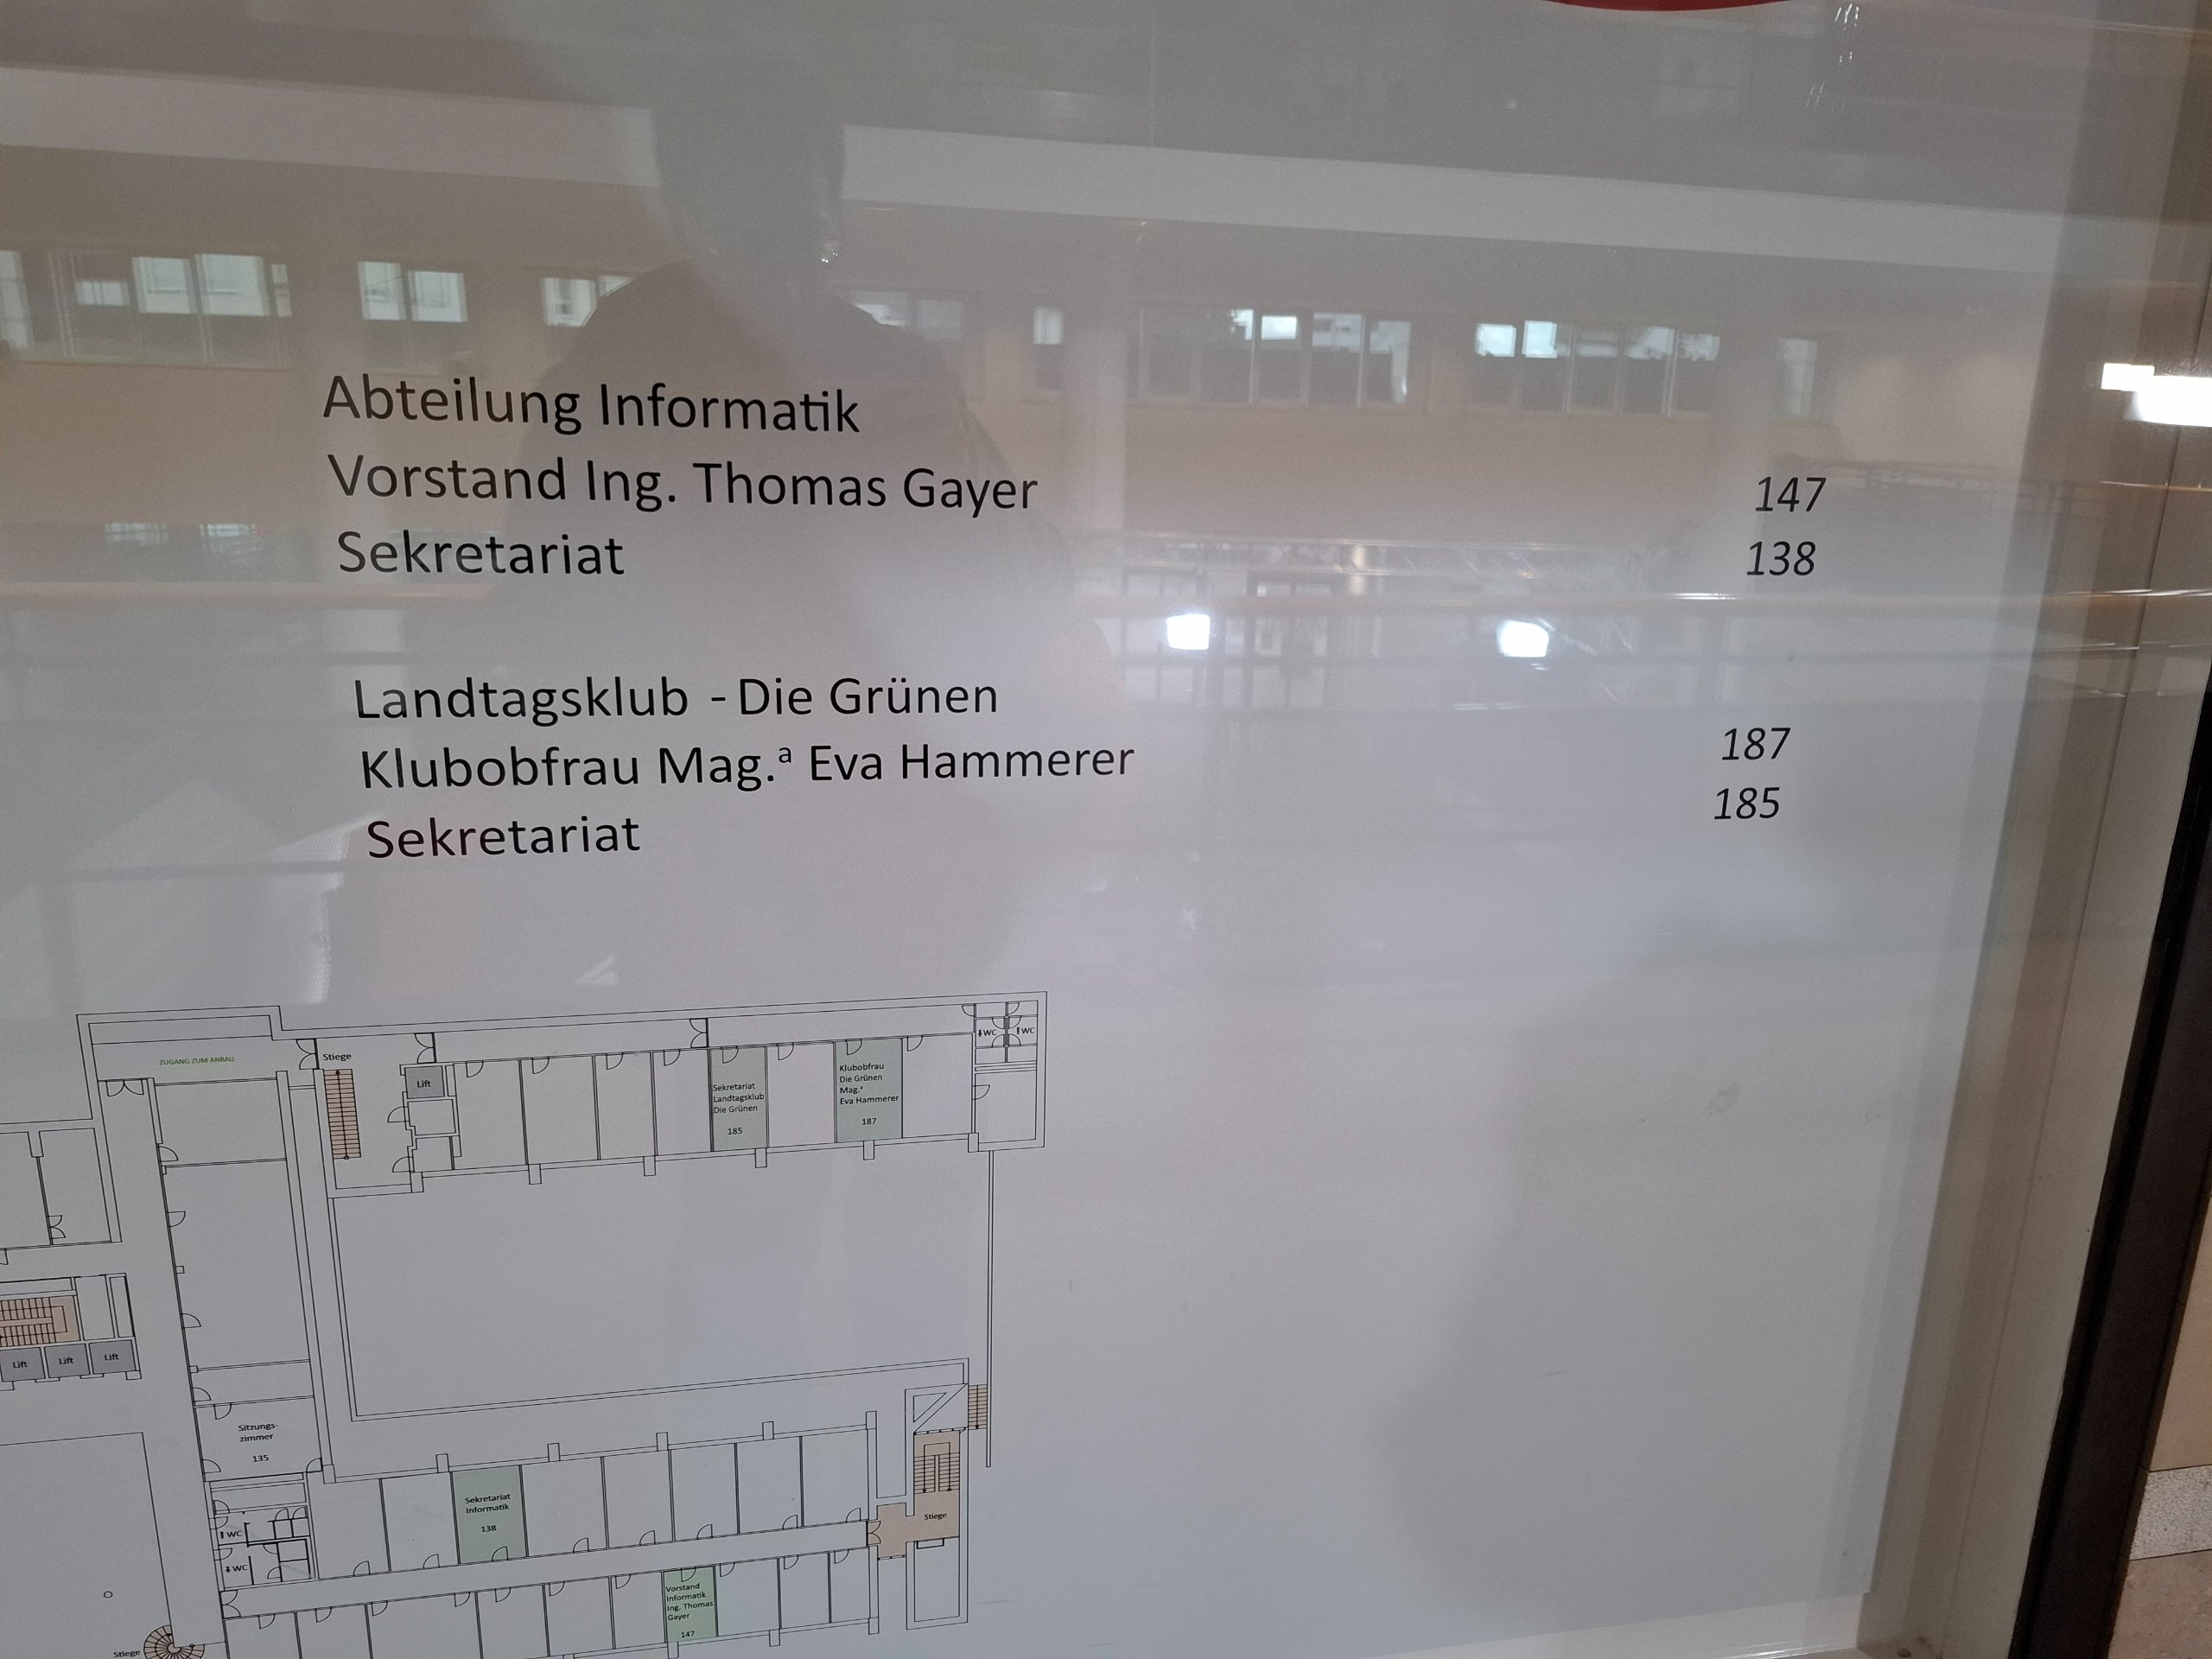 Abteilung Informatik
Vorstand Ing. Thomas Gayer 147
Sekretariat 138
Landtagsklub - Die Grünen
Klubobfrau Mag.ª Eva Hammerer 187
Sekretariat 185
ZUGANG ZUM ANBAU
Stiege
Lift
Sekretariat
Landtagsklub
Die Grünen
185
Klubobfrau
Die Grünen
Mag.ª
Eva Hammerer
187
WC WC
Lift Lift Lift
Sitzungs-
zimmer
135
WC
WC
Sekretariat
Informatik
138
Stiege
Vorstand
Informatik
Ing. Thomas
Gayer
147
Stiege